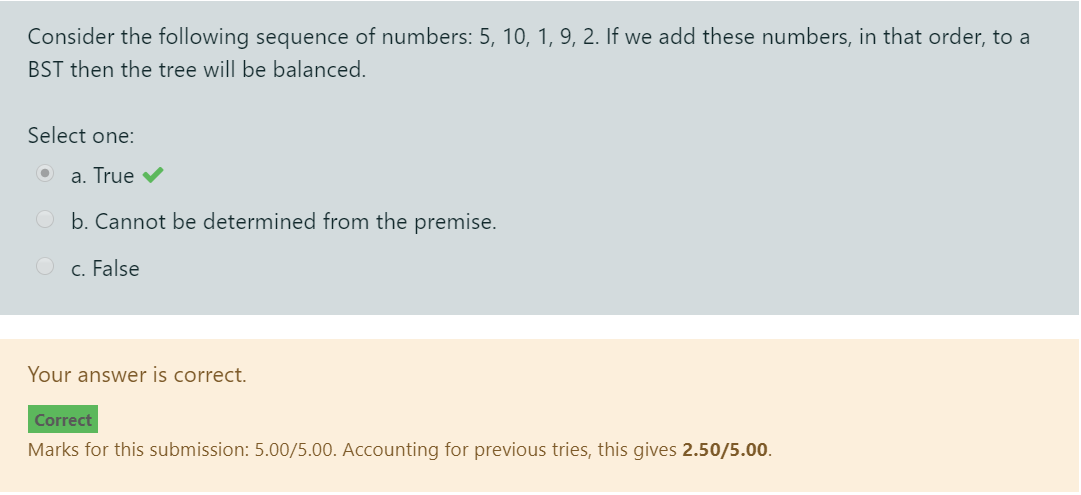 Consider the following sequence of numbers: 5, 10, 1, 9, 2. If we add these numbers, in that order, to a
BST then the tree will be balanced.
Select one:
a. True
b. Cannot be determined from the premise.
c. False
Your answer is correct.
Correct
Marks for this submission: 5.00/5.00. Accounting for previous tries, this gives 2.50/5.00.